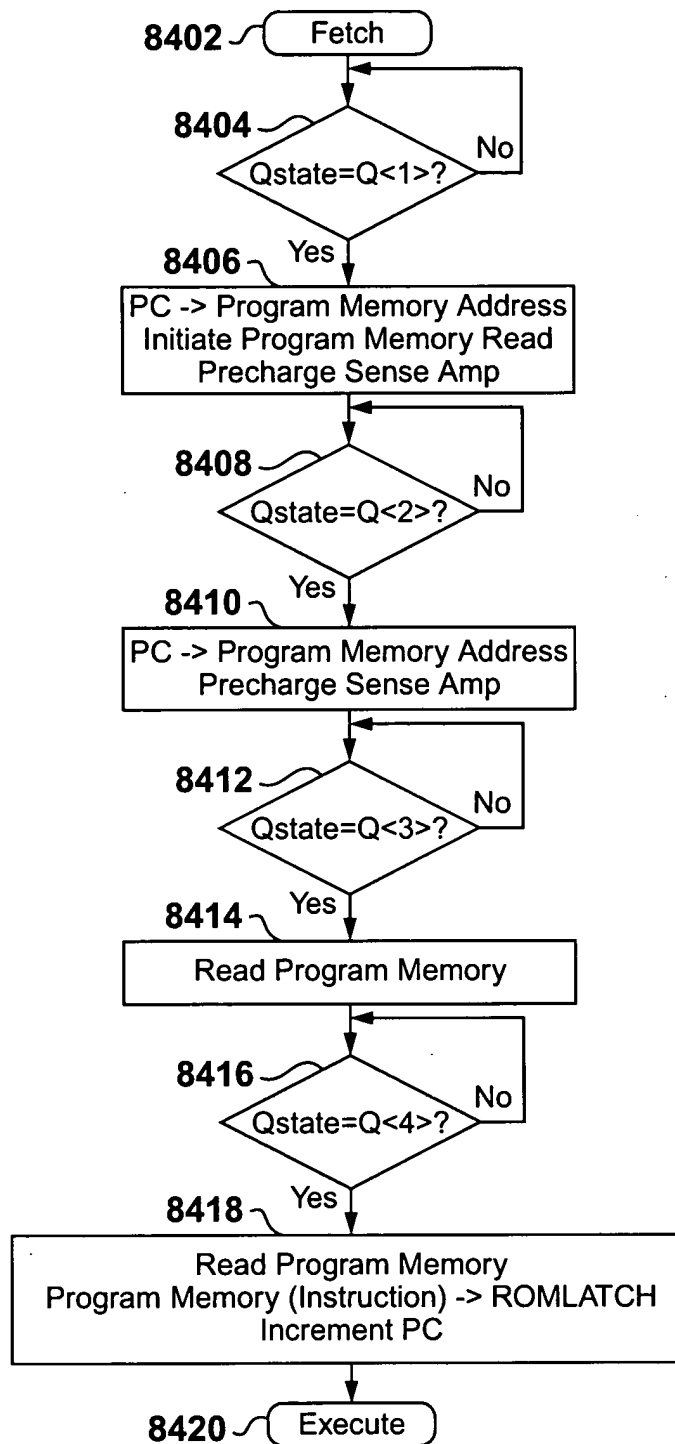 8402
Fetch
8404
Qstate=Q<1>?
No
Yes
8406
PC -> Program Memory Address
Initiate Program Memory Read
Precharge Sense Amp
8408
Qstate=Q<2>?
No
Yes
8410
PC -> Program Memory Address
Precharge Sense Amp
8412
Qstate=Q<3>?
No
Yes
8414
Read Program Memory
8416
Qstate=Q<4>?
No
Yes
8418
Read Program Memory
Program Memory (Instruction) -> ROMLATCH
Increment PC
8420
Execute